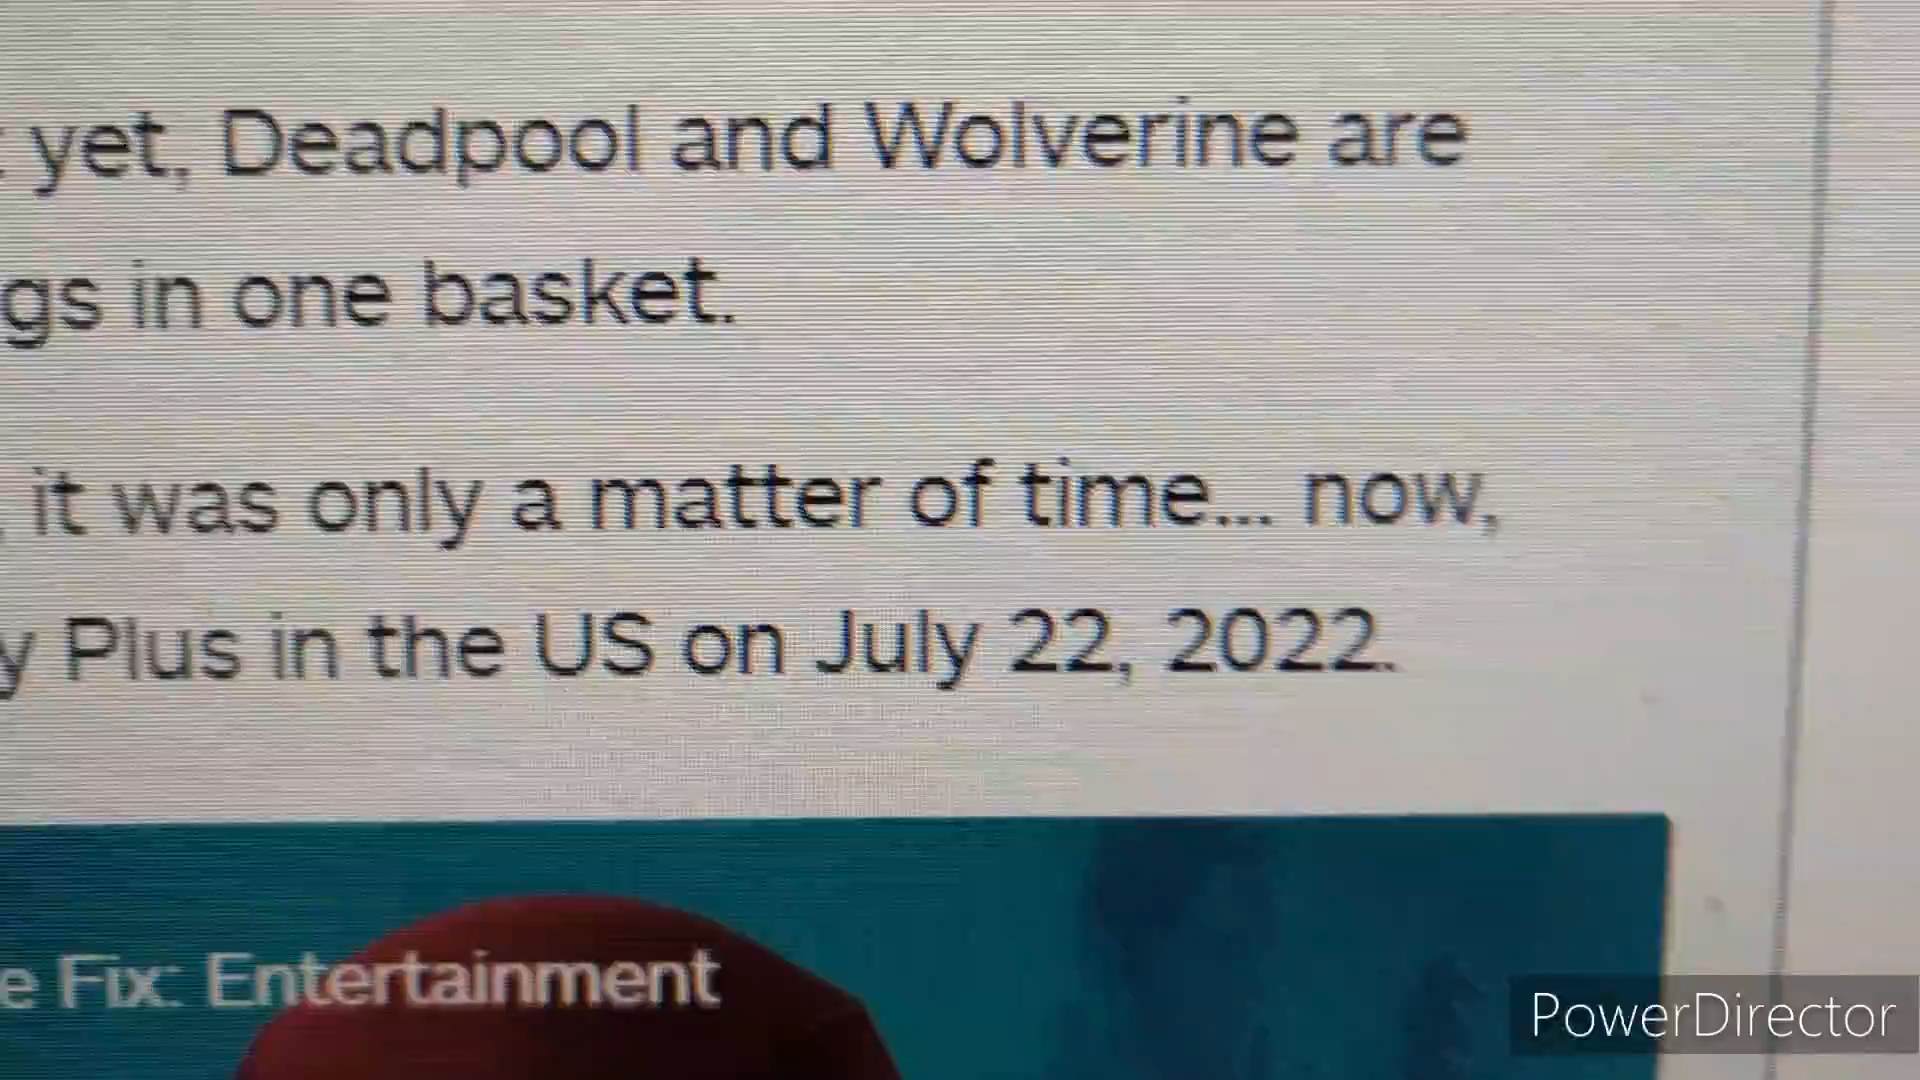 yet, Deadpool and Wolverine are
gs in one basket.
it was only a matter of time... now,
y Plus in the US on July 22, 2022.
e Fix: Entertainment
PowerDirector